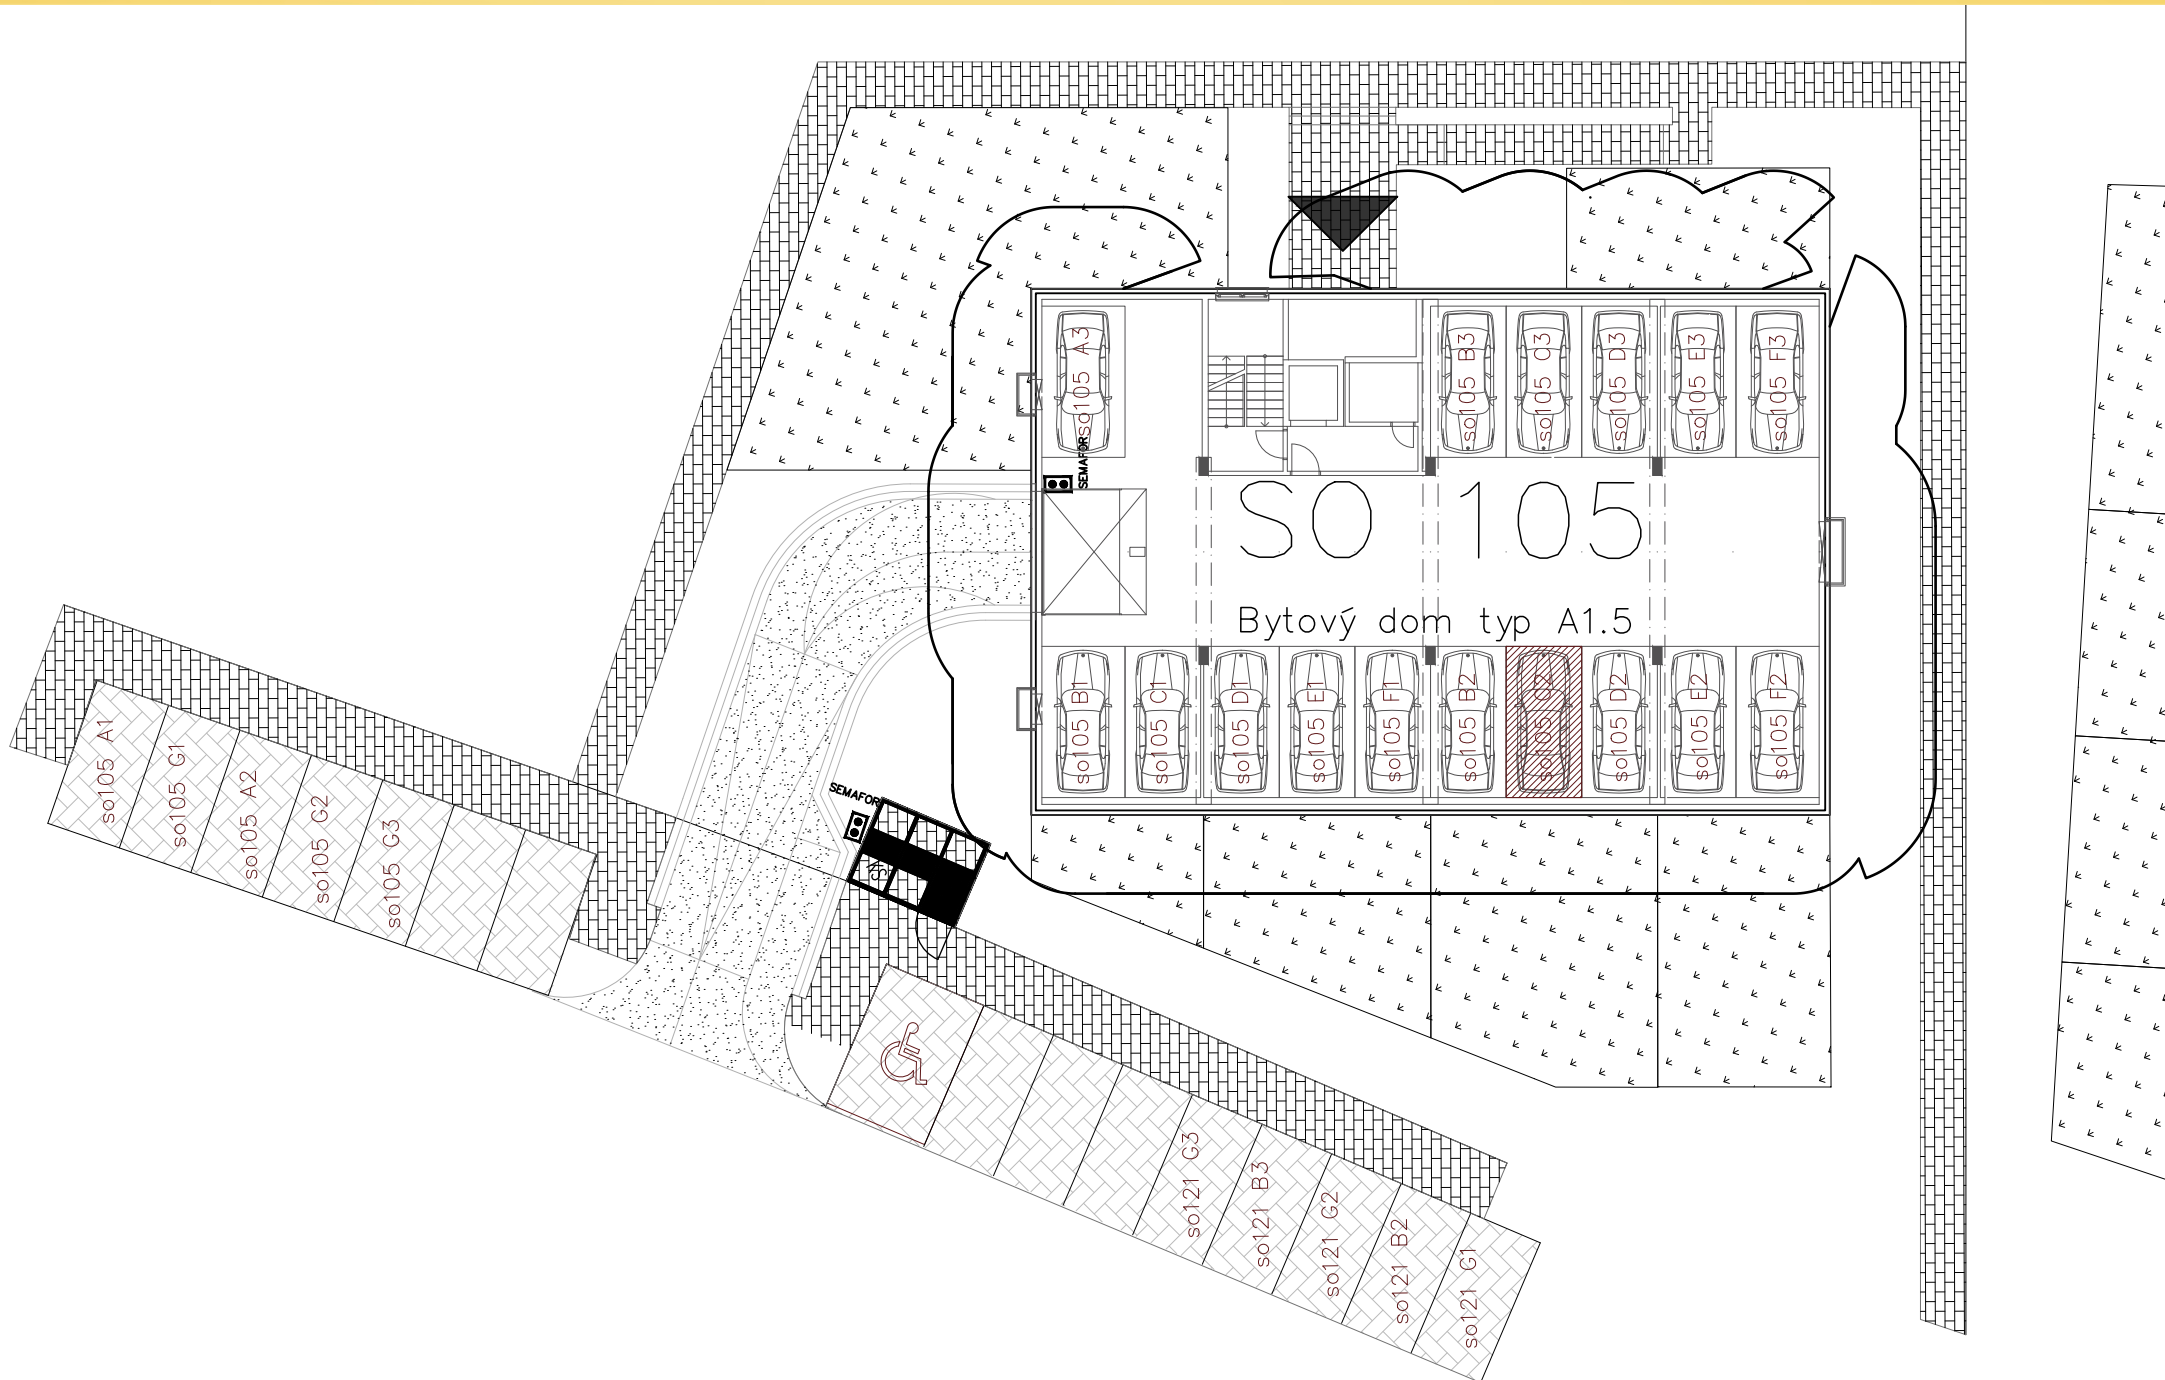 so105 A3
so105 B3
so105 C3
so105 D3
so105 E3
so105 F3
SEMAFOR
SO 105
Bytový dom typ A1.5
so105 B1
so105 C1
so105 D1
so105 E1
so105 F1
so105 B2
so105 C2
so105 D2
so105 E2
so105 F2
so105 A1
so105 G1
so105 A2
so105 G2
so105 G3
SEMAFOR
so121 G3
so121 B3
so121 G2
so121 B2
so121 G1